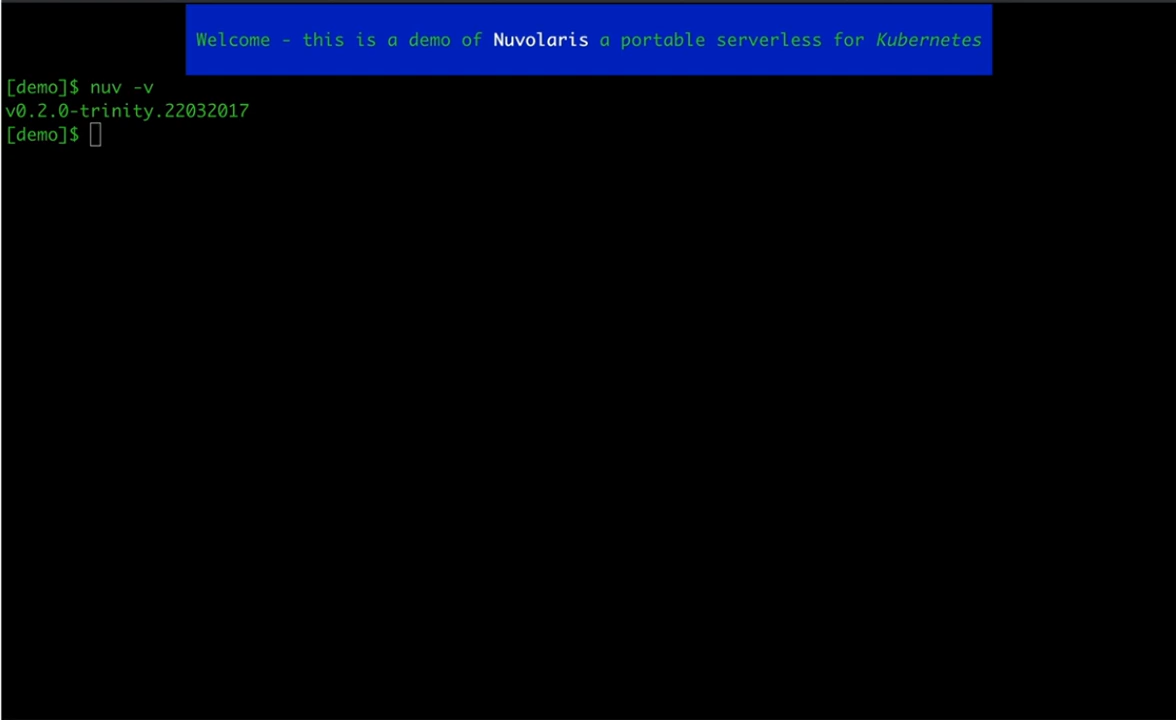 Welcome - this is a demo of Nuvolaris a portable serverless for Kubernetes
[demo]$ nuv -v
v0.2.0-trinity.22032017
[demo]$